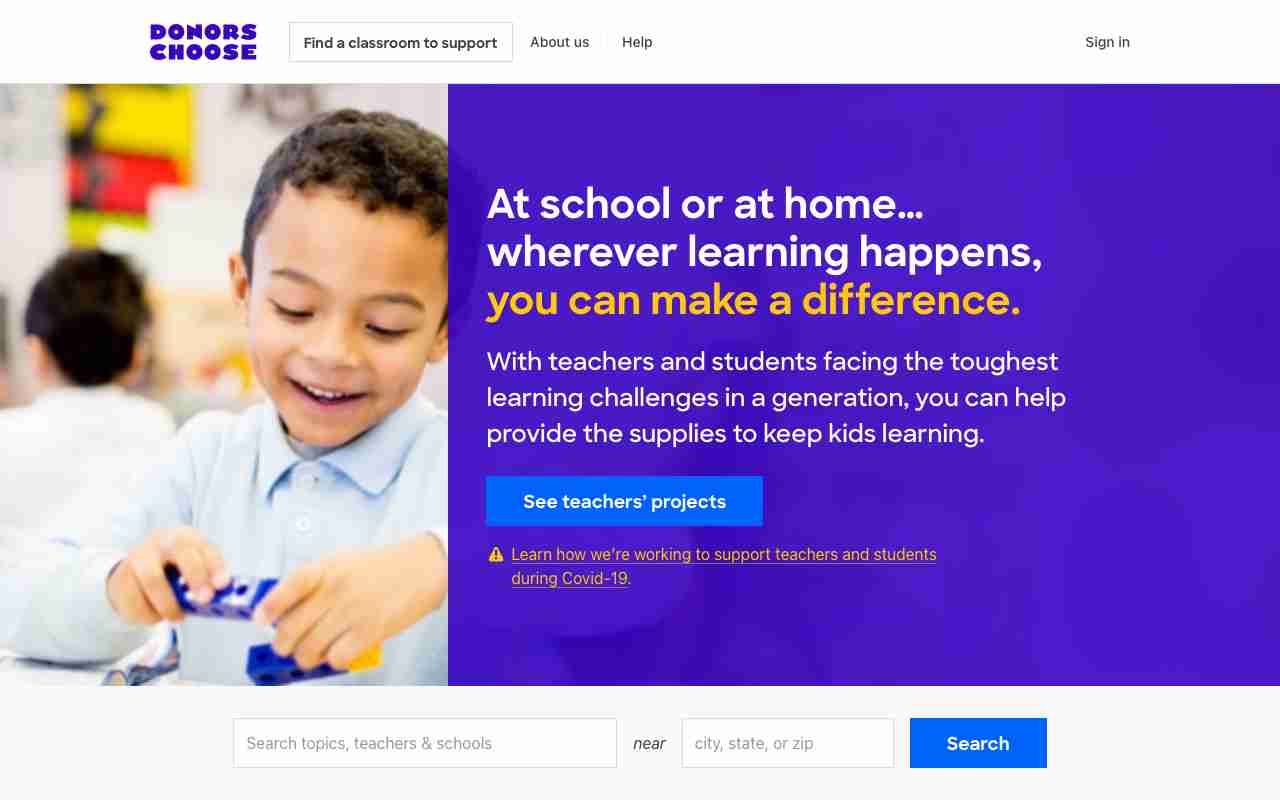 DONORS
CHOOSE
Find a classroom to support
About us
Help
Sign in
At school or at home...
wherever learning happens,
you can make a difference.
With teachers and students facing the toughest
learning challenges in a generation, you can help
provide the supplies to keep kids learning.
See teachers’ projects
Learn how we’re working to support teachers and students
during Covid-19.
Search topics, teachers & schools
near
city, state, or zip
Search